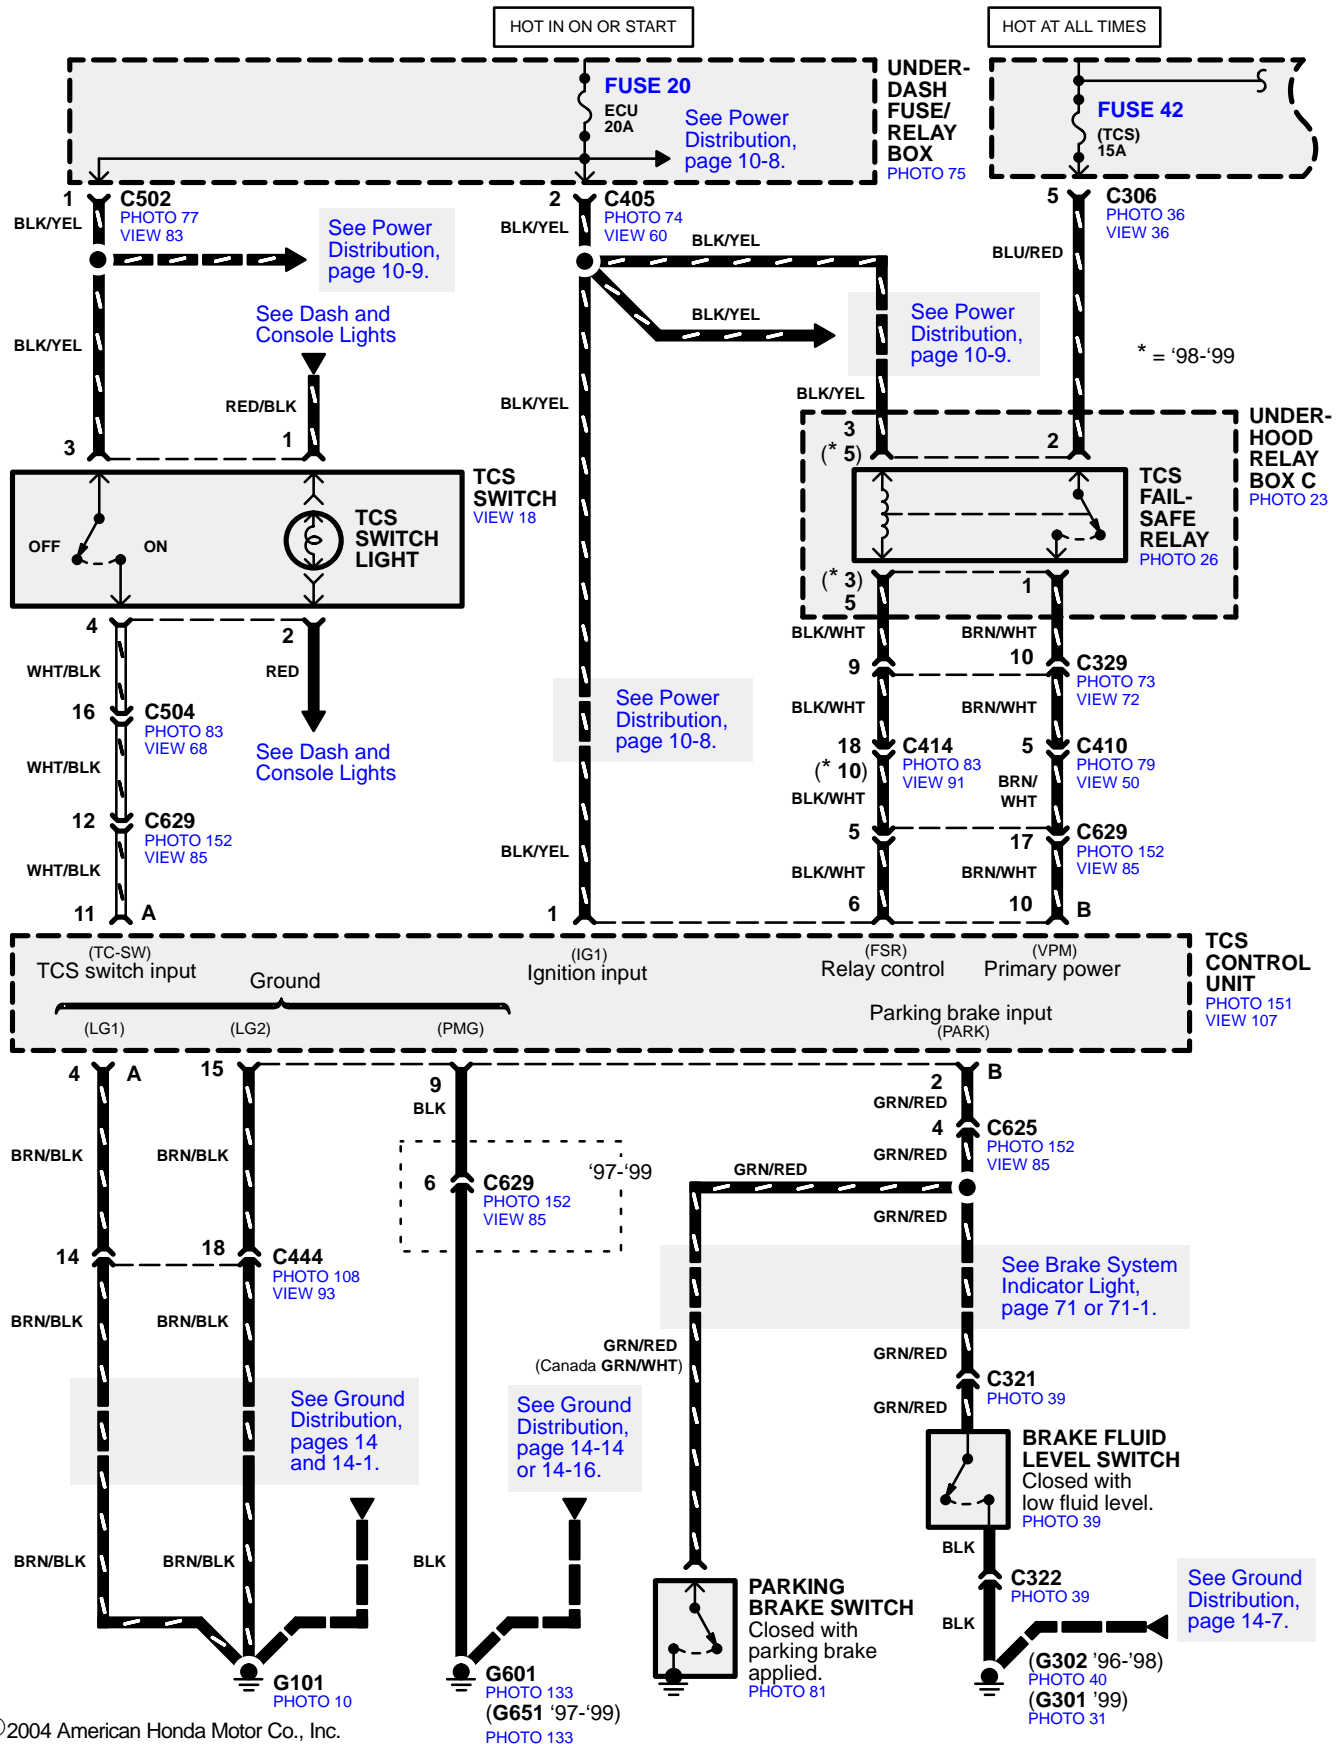 HOT IN ON OR START
HOT AT ALL TIMES
FUSE 20
ECU
20A
See Power
Distribution,
page 10-8.
UNDER-
DASH
FUSE/
RELAY
BOX
PHOTO 75
FUSE 42
(TCS)
15A
1
C502
PHOTO 77
VIEW 83
BLK/YEL
See Power
Distribution,
page 10-9.
2
C405
PHOTO 74
VIEW 60
BLK/YEL
BLK/YEL
BLK/YEL
5
C306
PHOTO 36
VIEW 36
BLU/RED
See Dash and
Console Lights
See Power
Distribution,
page 10-9.
* = ‘98-‘99
BLK/YEL
RED/BLK
BLK/YEL
BLK/YEL
3
1
3
(* 5)
2
UNDER-
HOOD
RELAY
BOX C
PHOTO 23
TCS
SWITCH
VIEW 18
OFF
ON
TCS
SWITCH
LIGHT
TCS
FAIL-
SAFE
RELAY
PHOTO 26
(* 3)
5
1
4
2
BLK/WHT
BRN/WHT
WHT/BLK
RED
9
10
C329
PHOTO 73
VIEW 72
16
C504
PHOTO 83
VIEW 68
See Dash and
Console Lights
See Power
Distribution,
page 10-8.
BLK/WHT
BRN/WHT
18
(* 10)
C414
PHOTO 83
VIEW 91
5
C410
PHOTO 79
VIEW 50
WHT/BLK
BLK/WHT
BRN/
WHT
12
C629
PHOTO 152
VIEW 85
5
17
C629
PHOTO 152
VIEW 85
WHT/BLK
BLK/YEL
BLK/WHT
BRN/WHT
11
A
1
6
10
B
(TC-SW)
TCS switch input
(IG1)
Ignition input
(FSR)
Relay control
(VPM)
Primary power
TCS
CONTROL
UNIT
PHOTO 151
VIEW 107
Ground
Parking brake input
(PARK)
(LG1)
(LG2)
(PMG)
4
A
15
9
2
B
BLK
GRN/RED
4
C625
PHOTO 152
VIEW 85
BRN/BLK
BRN/BLK
GRN/RED
6
C629
PHOTO 152
VIEW 85
‘97-‘99
GRN/RED
GRN/RED
14
18
C444
PHOTO 108
VIEW 93
See Brake System
Indicator Light,
page 71 or 71-1.
BRN/BLK
BRN/BLK
GRN/RED
(Canada GRN/WHT)
GRN/RED
C321
PHOTO 39
GRN/RED
See Ground
Distribution,
pages 14
and 14-1.
See Ground
Distribution,
page 14-14
or 14-16.
BRAKE FLUID
LEVEL SWITCH
Closed with
low fluid level.
PHOTO 39
BRN/BLK
BRN/BLK
BLK
BLK
C322
PHOTO 39
See Ground
Distribution,
page 14-7.
PARKING
BRAKE SWITCH
Closed with
parking brake
applied.
PHOTO 81
BLK
G101
PHOTO 10
G601
PHOTO 133
(G651 ‘97-‘99)
PHOTO 133
(G302 ’96-’98)
PHOTO 40
(G301 ’99)
PHOTO 31
©2004 American Honda Motor Co., Inc.